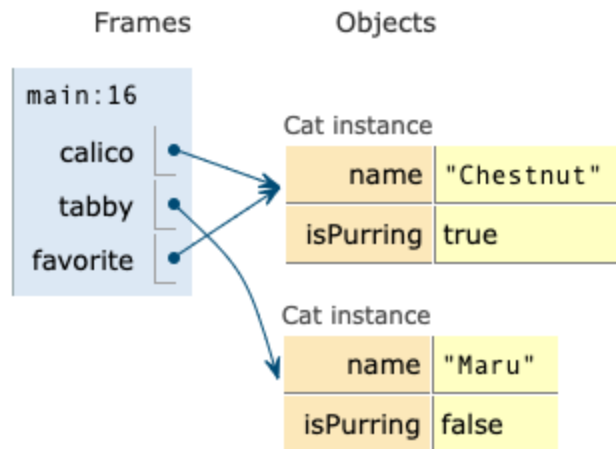 Frames Objects
main:16
calico
tabby
favorite
Cat instance
name "Chestnut"
isPurring true
Cat instance
name "Maru"
isPurring false